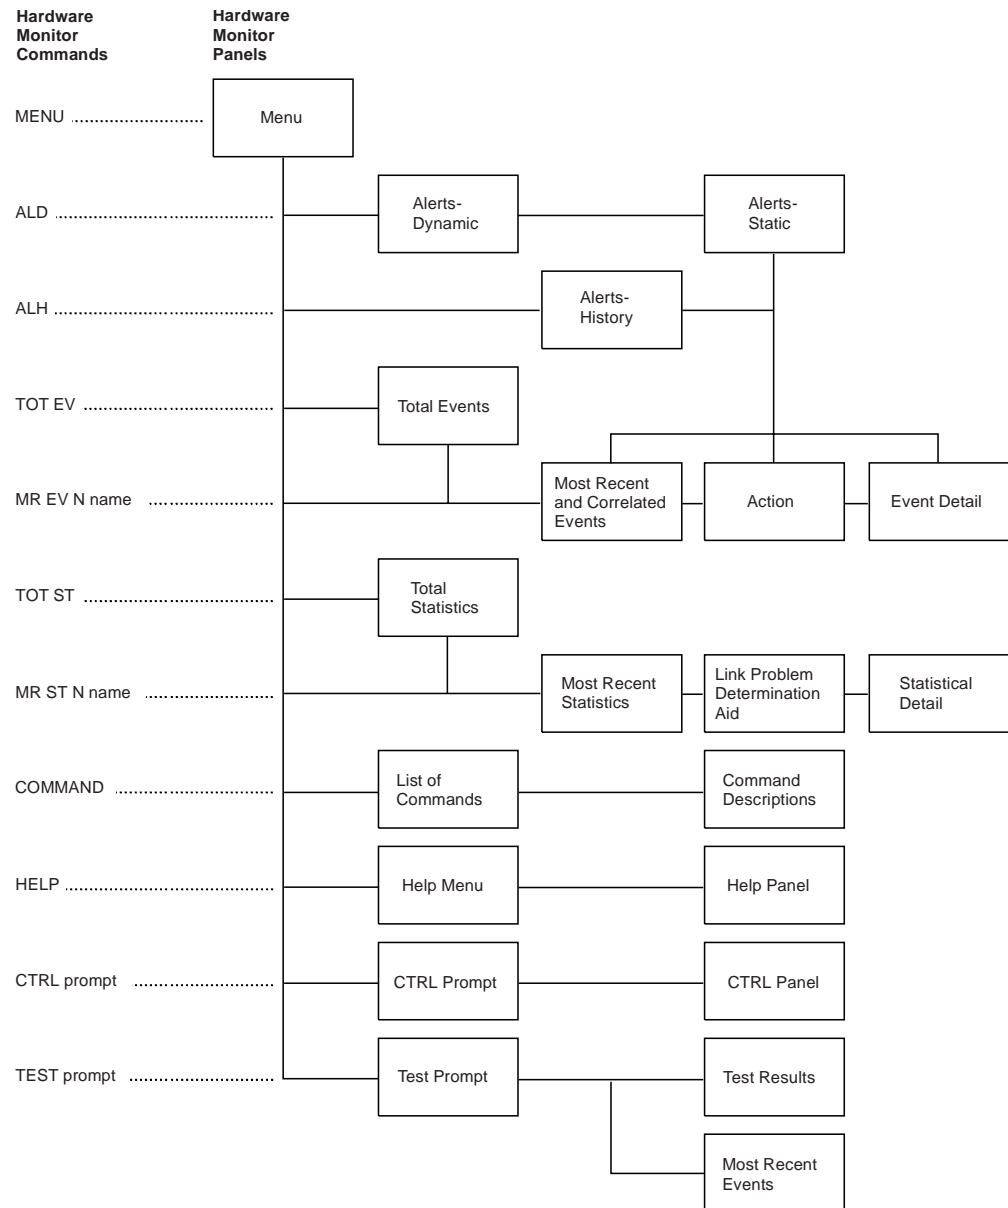 Hardware
Monitor
Commands
Hardware
Monitor
Panels
MENU
Menu
ALD
Alerts-
Dynamic
Alerts-
Static
ALH
Alerts-
History
TOT EV
Total Events
MR EV N name
Most Recent
and Correlated
Events
Action
Event Detail
TOT ST
Total
Statistics
MR ST N name
Most Recent
Statistics
Link Problem
Determination
Aid
Statistical
Detail
COMMAND
List of
Commands
Command
Descriptions
HELP
Help Menu
Help Panel
CTRL prompt
CTRL Prompt
CTRL Panel
TEST prompt
Test Prompt
Test Results
Most Recent
Events